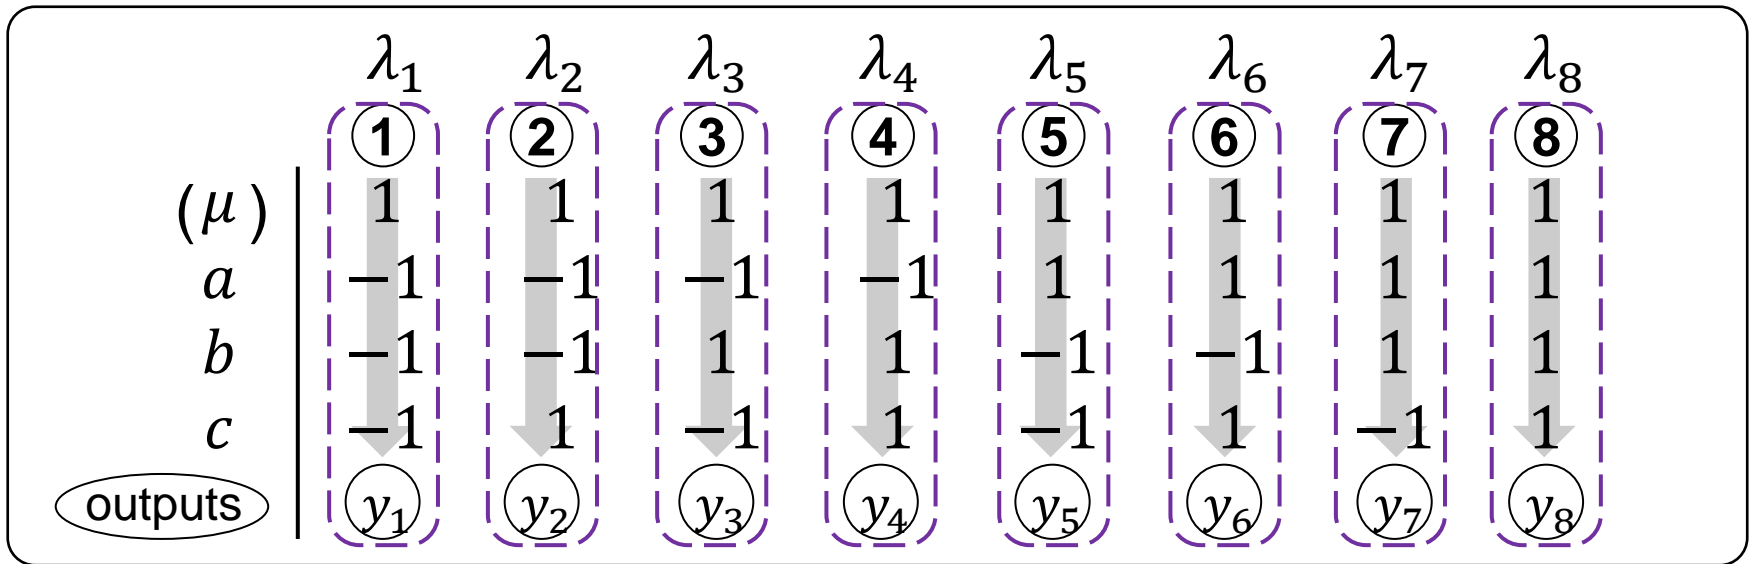 λ₁ λ₂ λ₃ λ₄ λ₅ λ₆ λ₇ λ₈
1 2 3 4 5 6 7 8
(μ) 1 1 1 1 1 1 1 1
a −1 −1 −1 −1 1 1 1 1
b −1 −1 1 1 −1 −1 1 1
c −1 1 −1 1 −1 1 −1 1
outputs y₁ y₂ y₃ y₄ y₅ y₆ y₇ y₈